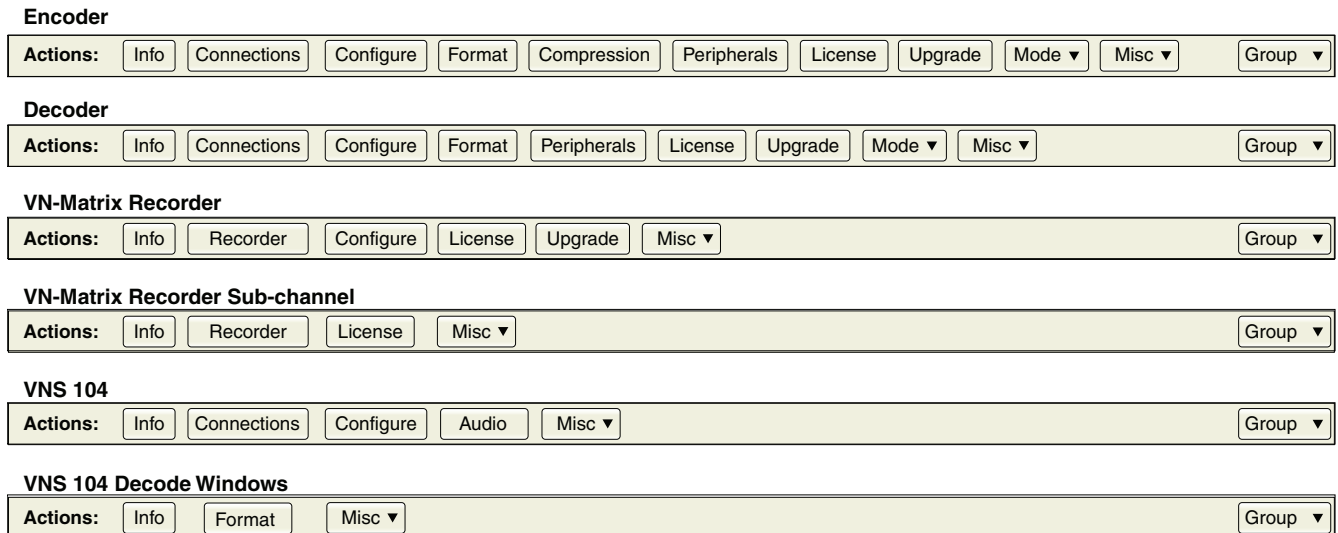 Encoder
Actions: Info Connections Configure Format Compression Peripherals License Upgrade Mode ▼ Misc ▼ Group ▼
Decoder
Actions: Info Connections Configure Format Peripherals License Upgrade Mode ▼ Misc ▼ Group ▼
VN-Matrix Recorder
Actions: Info Recorder Configure License Upgrade Misc ▼ Group ▼
VN-Matrix Recorder Sub-channel
Actions: Info Recorder License Misc ▼ Group ▼
VNS 104
Actions: Info Connections Configure Audio Misc ▼ Group ▼
VNS 104 Decode Windows
Actions: Info Format Misc ▼ Group ▼